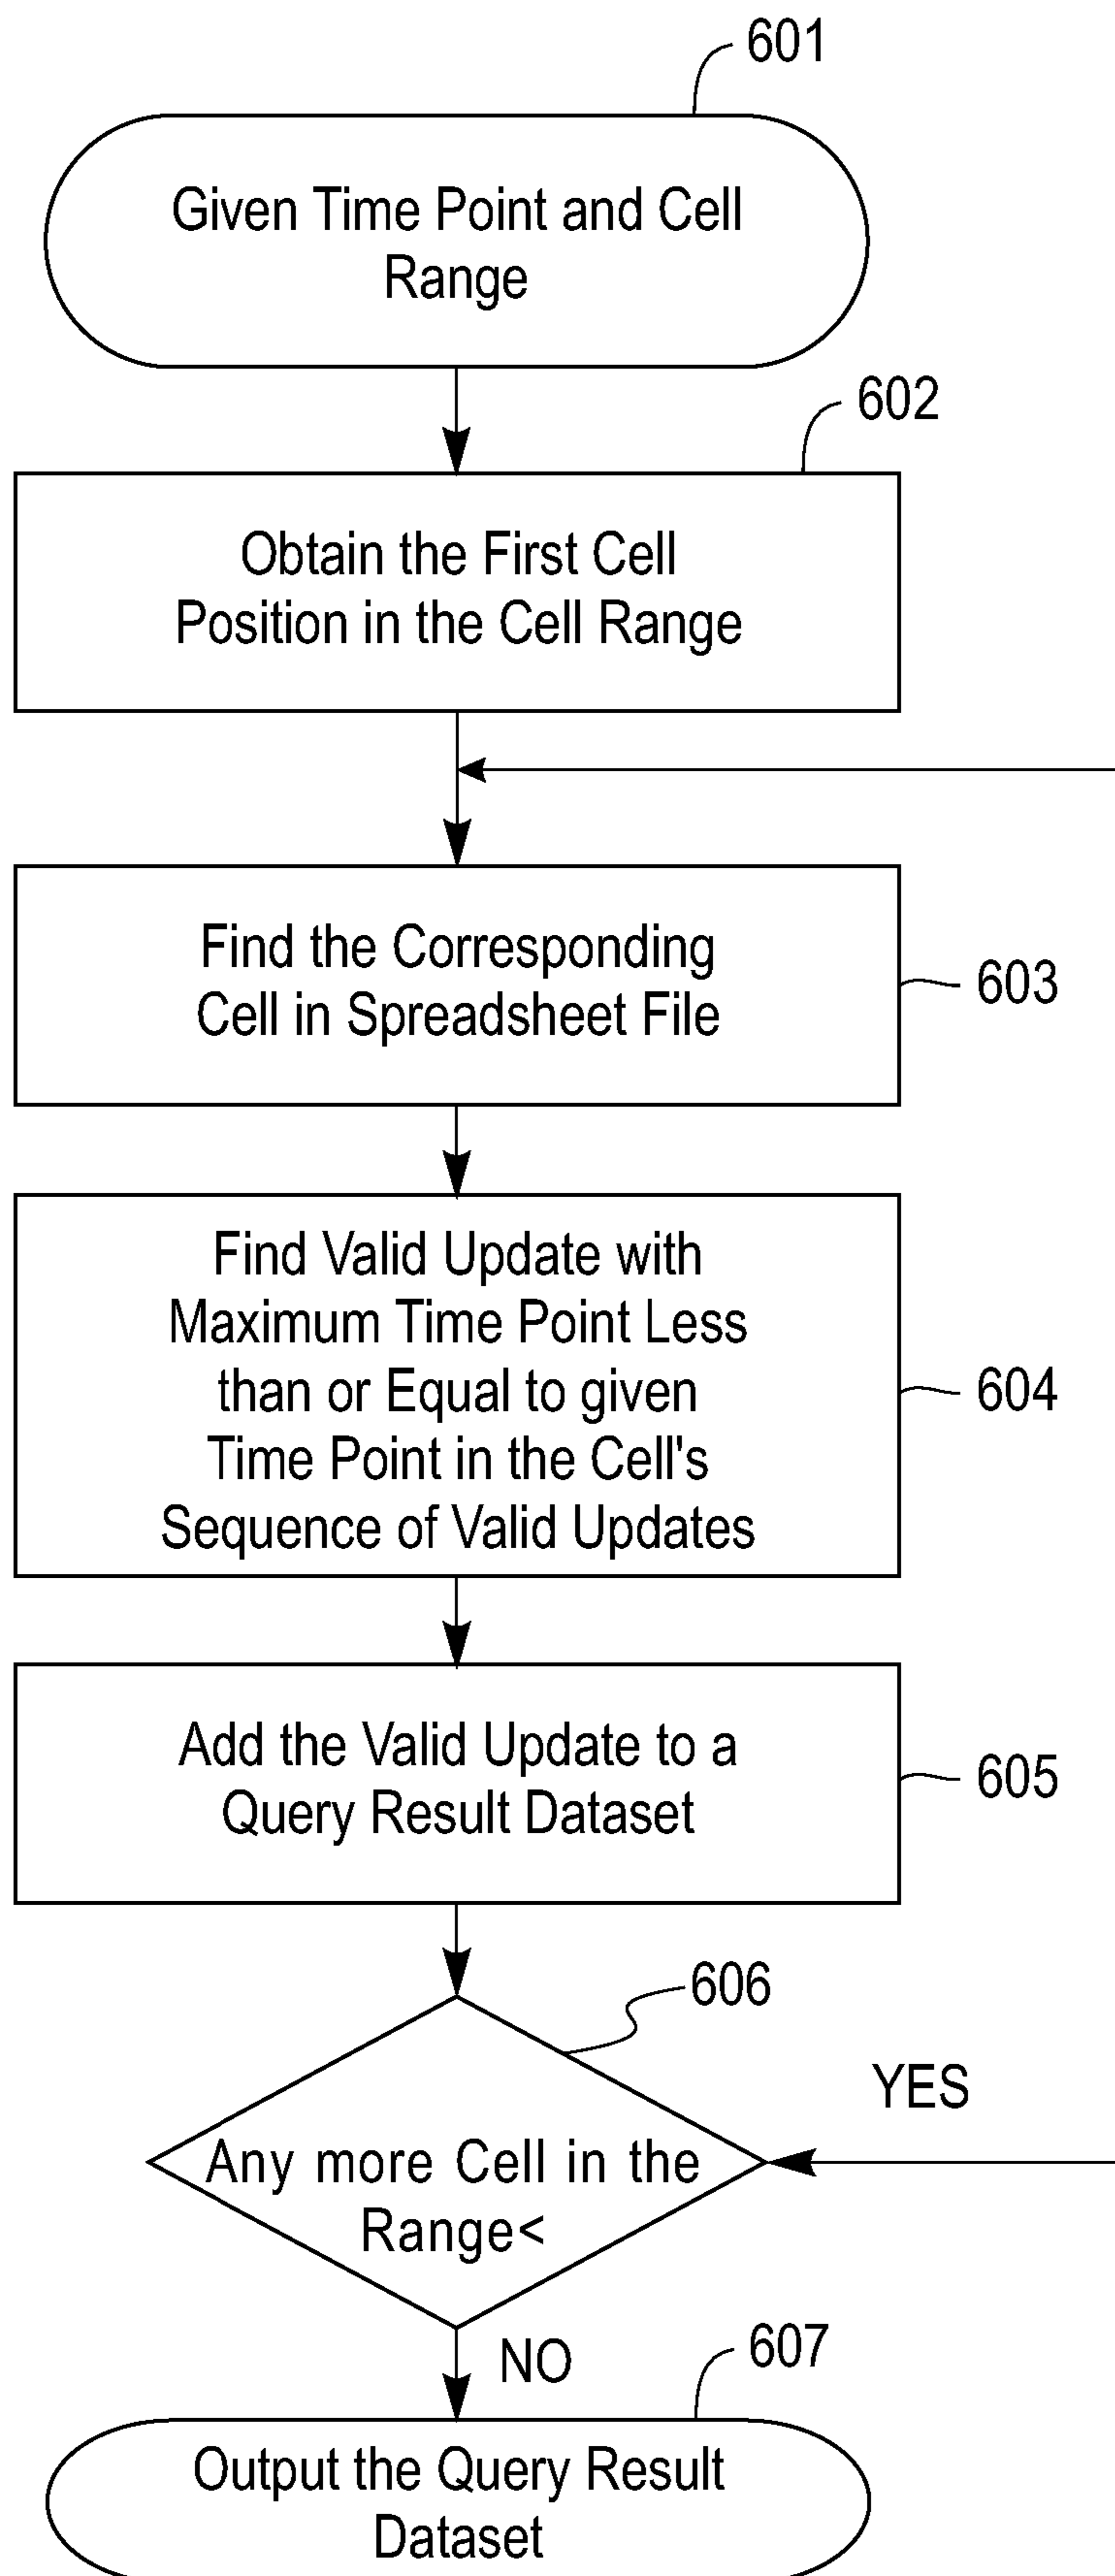 601
Given Time Point and Cell
Range
602
Obtain the First Cell
Position in the Cell Range
Find the Corresponding
Cell in Spreadsheet File
603
Find Valid Update with
Maximum Time Point Less
than or Equal to given
Time Point in the Cell's
Sequence of Valid Updates
604
Add the Valid Update to a
Query Result Dataset
605
606
YES
Any more Cell in the
Range<
NO
607
Output the Query Result
Dataset